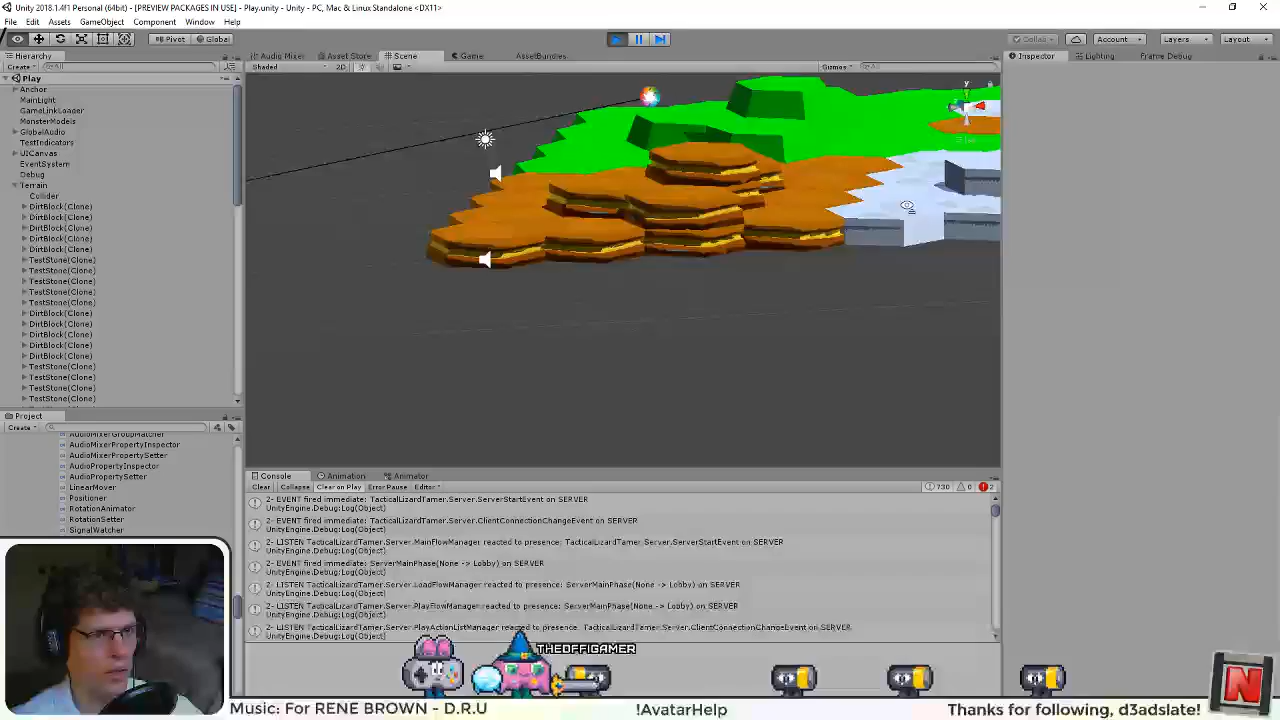 Unity 2018.1.4f1 Personal (64bit) - [PREVIEW PACKAGES IN USE] - Play.unity - Unity - PC, Mac & Linux Standalone <DX11>
File Edit Assets GameObject Component Window Help
Pivot Global Collab Account Layers Layout
Hierarchy Audio Mixer Asset Store Scene Game AssetBundles Inspector Lighting Frame Debug
Create All Shaded 2D Gizmos All
Play
Anchor
MainLight
GameLinkLoader
MonsterModels
GlobalAudio
TestIndicators
UICanvas
EventSystem
Debug
Terrain
Collider
DirtBlock(Clone)
DirtBlock(Clone)
DirtBlock(Clone)
DirtBlock(Clone)
DirtBlock(Clone)
TestStone(Clone)
TestStone(Clone)
TestStone(Clone)
TestStone(Clone)
TestStone(Clone)
DirtBlock(Clone)
DirtBlock(Clone)
DirtBlock(Clone)
DirtBlock(Clone)
DirtBlock(Clone)
TestStone(Clone)
TestStone(Clone)
TestStone(Clone)
TestStone(Clone)
Project
Create
AudioMixerGroupMatcher
AudioMixerPropertyInspector
AudioMixerPropertySetter
AudioPropertyInspector
AudioPropertySetter
LinearMover
Positioner
RotationAnimator
RotationSetter
SignalWatcher
Console Animation Animator
Clear Collapse Clear on Play Error Pause Editor 730 0 2
2- EVENT fired immediate: TacticalLizardTamer.Server.ServerStartEvent on SERVER
UnityEngine.Debug:Log(Object)
2- EVENT fired immediate: TacticalLizardTamer.Server.ClientConnectionChangeEvent on SERVER
UnityEngine.Debug:Log(Object)
2- LISTEN TacticalLizardTamer.Server.MainFlowManager reacted to presence: TacticalLizardTamer.Server.ServerStartEvent on SERVER
UnityEngine.Debug:Log(Object)
2- EVENT fired immediate: ServerMainPhase(None -> Lobby) on SERVER
UnityEngine.Debug:Log(Object)
2- LISTEN TacticalLizardTamer.Server.LoadFlowManager reacted to presence: ServerMainPhase(None -> Lobby) on SERVER
UnityEngine.Debug:Log(Object)
2- LISTEN TacticalLizardTamer.Server.PlayFlowManager reacted to presence: ServerMainPhase(None -> Lobby) on SERVER
UnityEngine.Debug:Log(Object)
2- LISTEN TacticalLizardTamer.Server.PlayActionListManager reacted to presence: TacticalLizardTamer.Server.ClientConnectionChangeEvent on SERVER
UnityEngine.Debug:Log(Object)
THEOFFIGAMER
N
Music: For RENE BROWN - D.R.U !AvatarHelp Thanks for following, d3adslate!